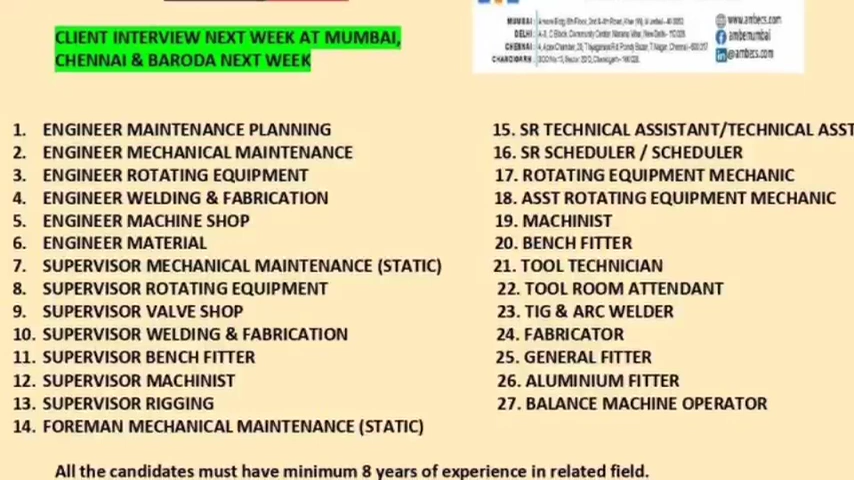 CLIENT INTERVIEW NEXT WEEK AT MUMBAI,
CHENNAI & BARODA NEXT WEEK
MUMBAI
DELHI
CHENNAI
CHANDIGARH
www.ambecs.com
ambemumbai
@ambecs.com
1. ENGINEER MAINTENANCE PLANNING
2. ENGINEER MECHANICAL MAINTENANCE
3. ENGINEER ROTATING EQUIPMENT
4. ENGINEER WELDING & FABRICATION
5. ENGINEER MACHINE SHOP
6. ENGINEER MATERIAL
7. SUPERVISOR MECHANICAL MAINTENANCE (STATIC)
8. SUPERVISOR ROTATING EQUIPMENT
9. SUPERVISOR VALVE SHOP
10. SUPERVISOR WELDING & FABRICATION
11. SUPERVISOR BENCH FITTER
12. SUPERVISOR MACHINIST
13. SUPERVISOR RIGGING
14. FOREMAN MECHANICAL MAINTENANCE (STATIC)
15. SR TECHNICAL ASSISTANT/TECHNICAL ASST
16. SR SCHEDULER / SCHEDULER
17. ROTATING EQUIPMENT MECHANIC
18. ASST ROTATING EQUIPMENT MECHANIC
19. MACHINIST
20. BENCH FITTER
21. TOOL TECHNICIAN
22. TOOL ROOM ATTENDANT
23. TIG & ARC WELDER
24. FABRICATOR
25. GENERAL FITTER
26. ALUMINIUM FITTER
27. BALANCE MACHINE OPERATOR
All the candidates must have minimum 8 years of experience in related field.